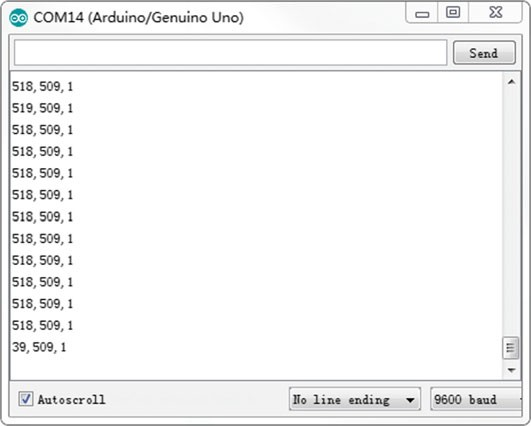 COM14 (Arduino/Genuino Uno)
Send
518, 509, 1
519, 509, 1
518, 509, 1
518, 509, 1
518, 509, 1
518, 509, 1
518, 509, 1
518, 509, 1
518, 509, 1
518, 509, 1
518, 509, 1
518, 509, 1
39, 509, 1
Autoscroll
No line ending
9600 baud